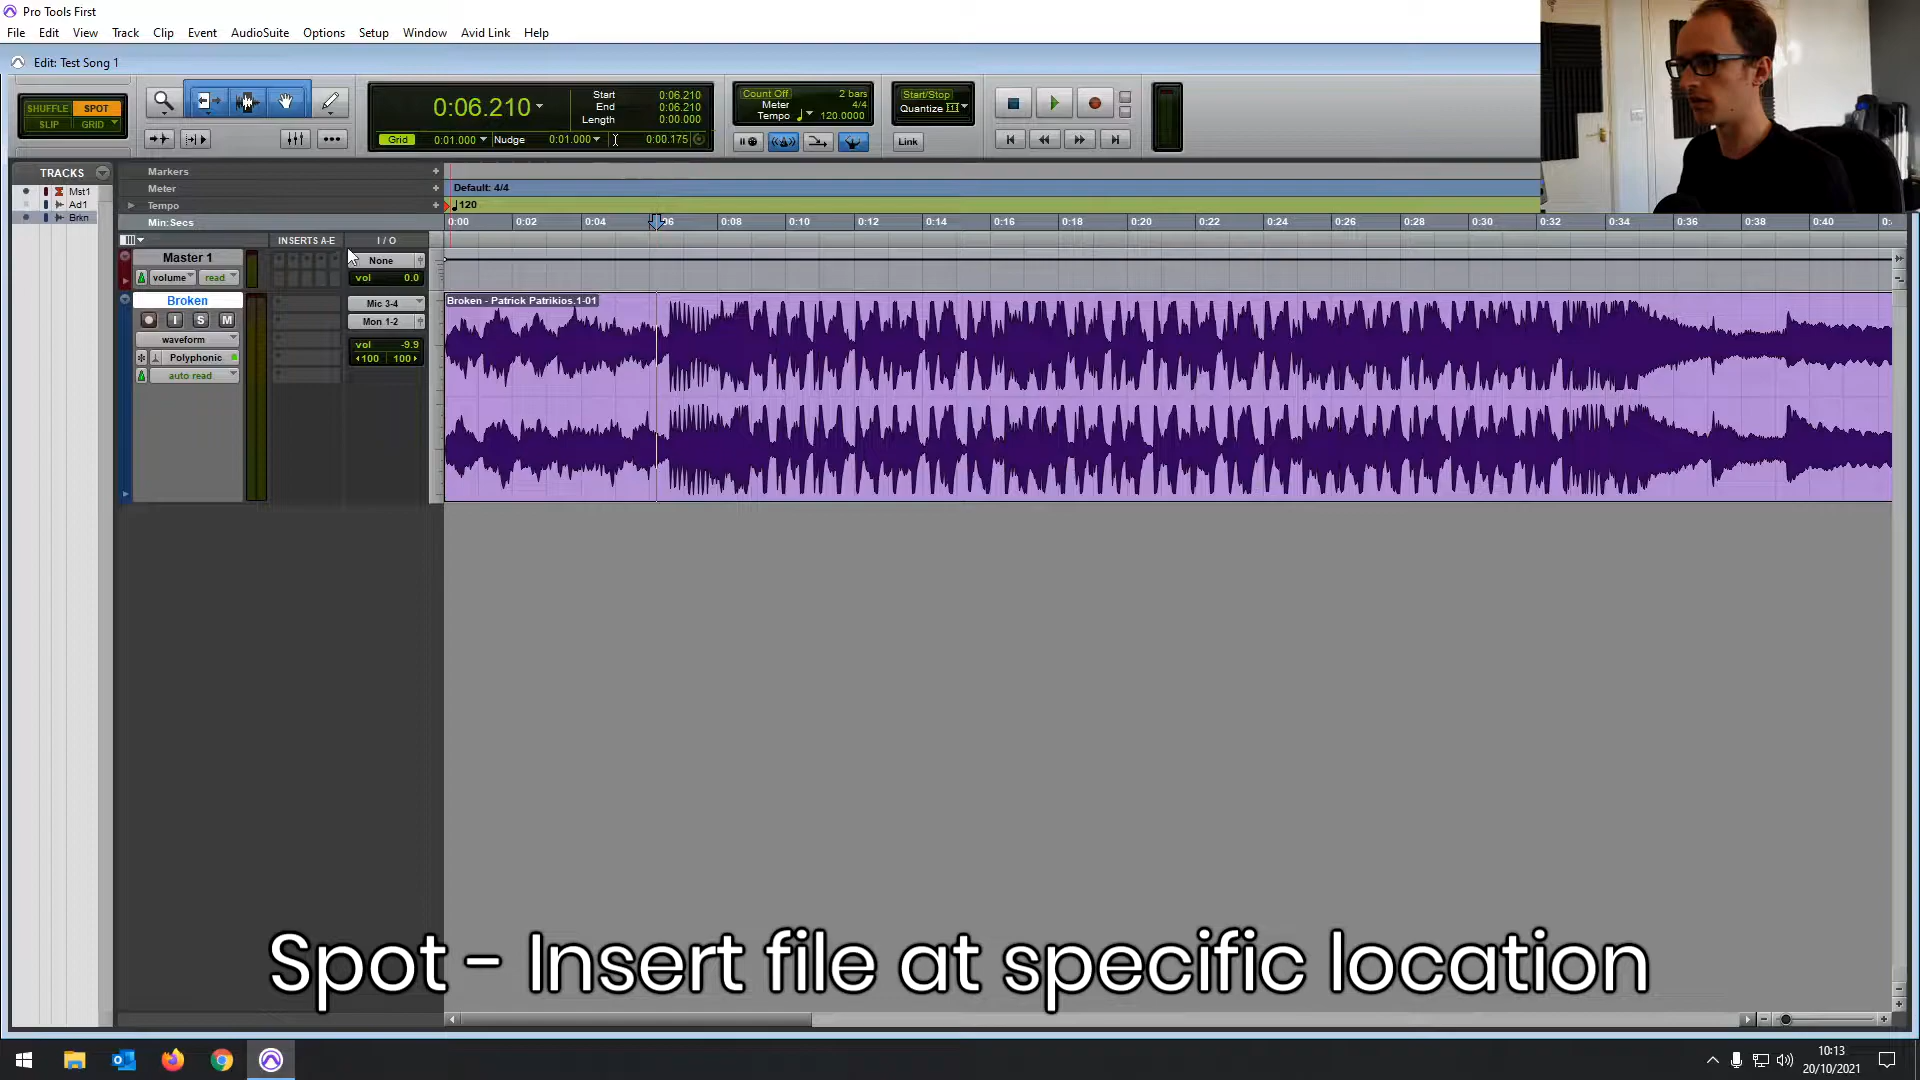 Pro Tools First
File Edit View Track Clip Event AudioSuite Options Setup Window Avid Link Help
Edit: Test Song 1
SHUFFLE SPOT
SLIP GRID
0:06.210
Start 0:06.210
End 0:06.210
Length 0:00.000
Grid 0:01.000 Nudge 0:01.000 0:00.175
Count Off 2 bars
Meter 4/4
Tempo 120.0000
Start/Stop
Quantize
Link
TRACKS
Mst1
Ad1
Brkn
Markers
Meter Default: 4/4
Tempo 120
Min:Secs 0:00 0:02 0:04 0:06 0:08 0:10 0:12 0:14 0:16 0:18 0:20 0:22 0:24 0:26 0:28 0:30 0:32 0:34 0:36 0:38 0:40
INSERTS A-E I / O
Master 1 None
volume read vol 0.0
Broken Mic 3-4
I S M Mon 1-2
waveform vol -9.9
Polyphonic 100 100
auto read
Broken - Patrick Patrikios.1-01
Spot - Insert file at specific location
10:13
20/10/2021